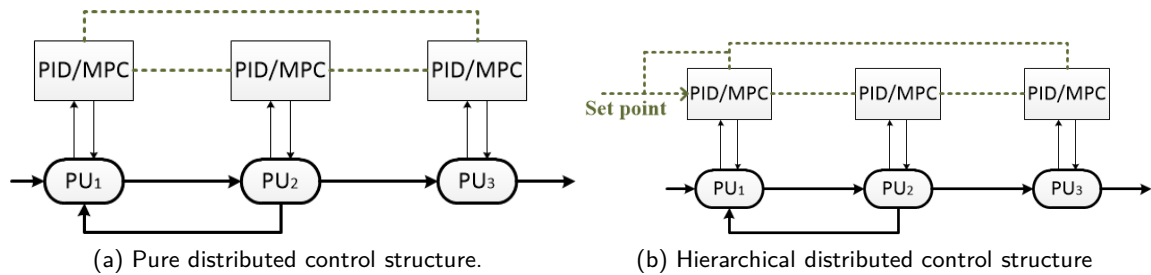 PID/MPC PID/MPC PID/MPC
PU1 PU2 PU3
(a) Pure distributed control structure.
Set point
PID/MPC PID/MPC PID/MPC
PU1 PU2 PU3
(b) Hierarchical distributed control structure